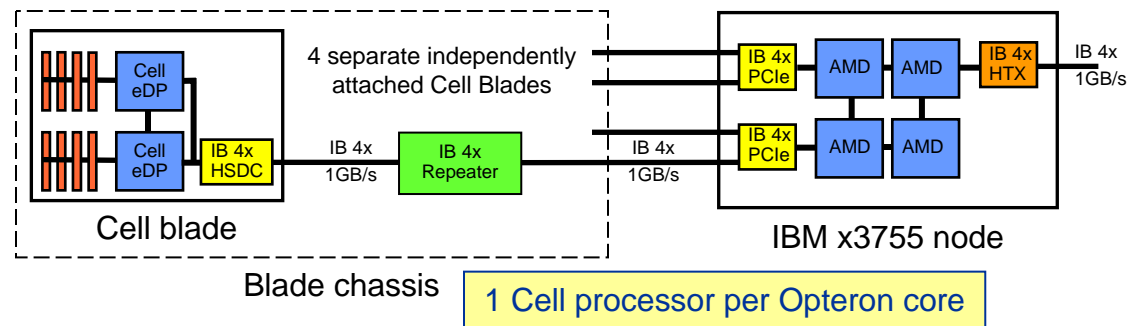 Cell
eDP
Cell
eDP
IB 4x
HSDC
Cell blade
4 separate independently
attached Cell Blades
IB 4x
1GB/s
IB 4x
Repeater
IB 4x
1GB/s
Blade chassis
IB 4x
PCIe
IB 4x
PCIe
AMD
AMD
AMD
AMD
IB 4x
HTX
IB 4x
1GB/s
IBM x3755 node
1 Cell processor per Opteron core